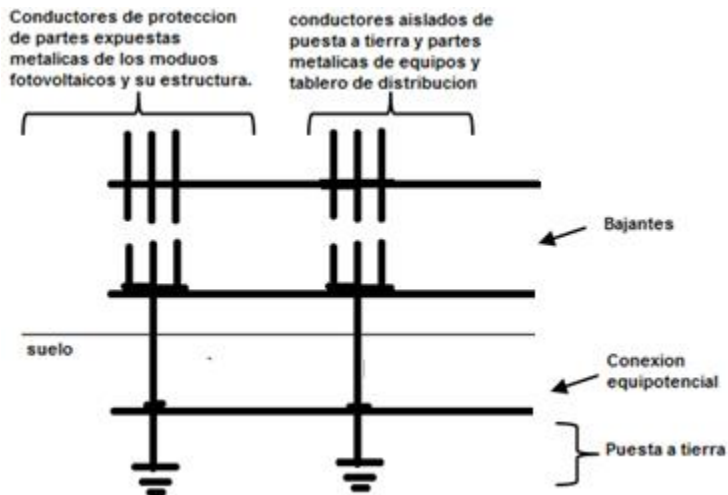 Conductores de proteccion
de partes expuestas
metalicas de los moduos
fotovoltaicos y su estructura.
conductores aislados de
puesta a tierra y partes
metalicas de equipos y
tablero de distribucion
Bajantes
suelo
Conexion
equipotencial
Puesta a tierra